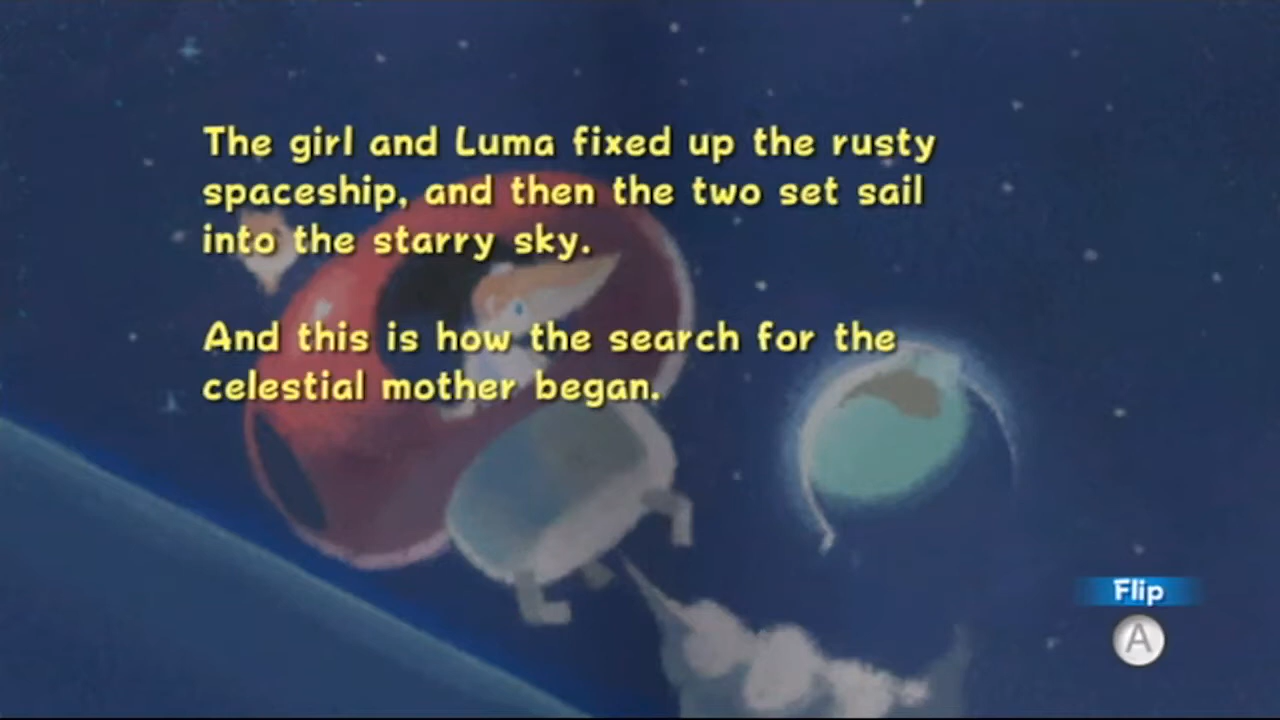 The girl and Luma fixed up the rusty
spaceship, and then the two set sail
into the starry sky.
And this is how the search for the
celestial mother began.
Flip
A